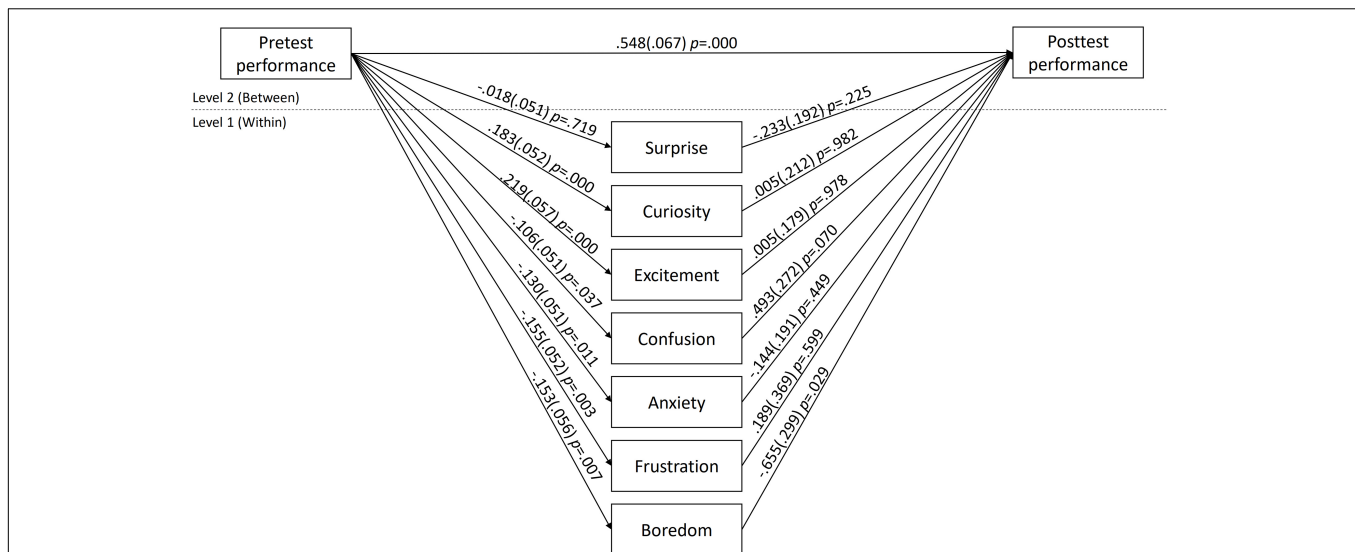 Pretest
performance
.548(.067) p=.000
Posttest
performance
Level 2 (Between)
Level 1 (Within)
-.018(.051) p=.719
-.233(.192) p=.225
Surprise
.183(.052) p=.000
.005(.212) p=.982
Curiosity
.219(.057) p=.000
.005(.179) p=.978
Excitement
-.106(.051) p=.037
.493(.272) p=.070
Confusion
-.130(.051) p=.011
-.144(.191) p=.449
Anxiety
-.155(.052) p=.003
.189(.369) p=.599
Frustration
-.153(.056) p=.007
-.655(.299) p=.029
Boredom